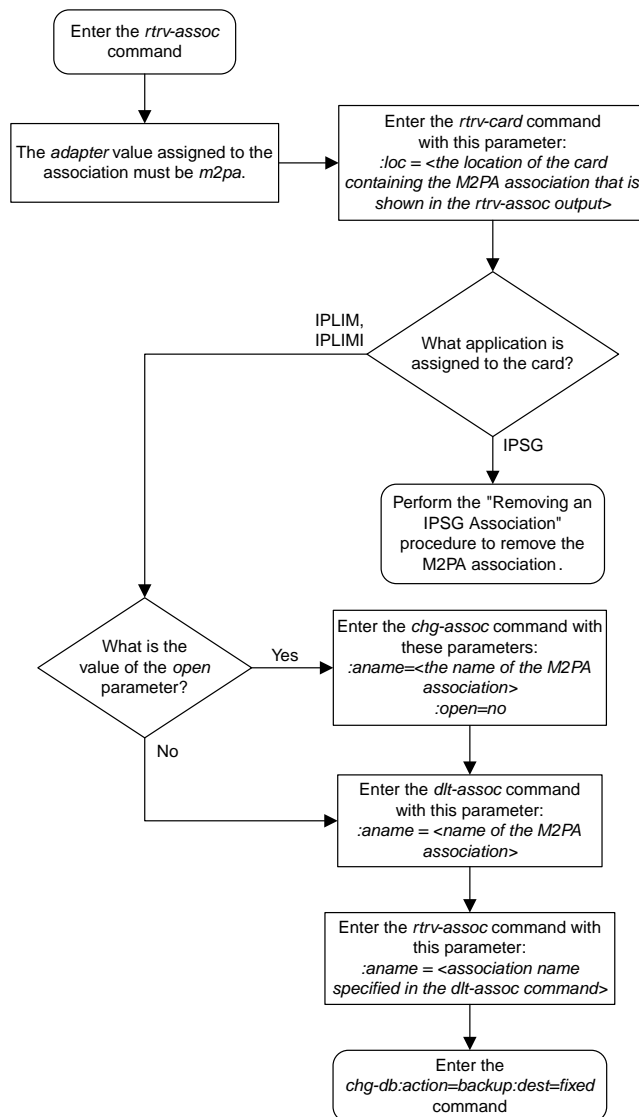 Enter the rtrv-assoc
command
The adapter value assigned to the
association must be m2pa.
Enter the rtrv-card command
with this parameter:
:loc = <the location of the card
containing the M2PA association that is
shown in the rtrv-assoc output>
What application is
assigned to the card?
IPLIM,
IPLIMI
IPSG
Perform the "Removing an
IPSG Association"
procedure to remove the
M2PA association.
What is the
value of the open
parameter?
Yes
No
Enter the chg-assoc command with
these parameters:
:aname=<the name of the M2PA
association>
:open=no
Enter the dlt-assoc command
with this parameter:
:aname = <name of the M2PA
association>
Enter the rtrv-assoc command with
this parameter:
:aname = <association name
specified in the dlt-assoc command>
Enter the
chg-db:action=backup:dest=fixed
command